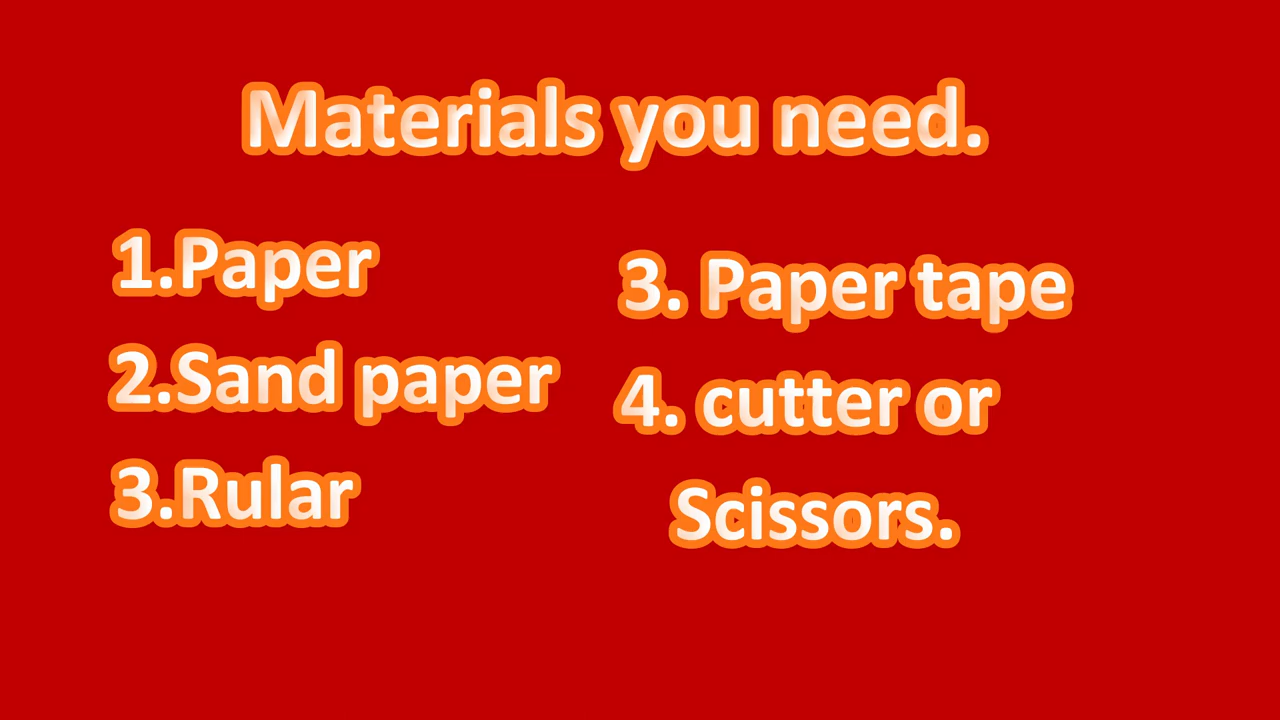 Materials you need.
1.Paper
2.Sand paper
3.Rular
3. Paper tape
4. cutter or
Scissors.